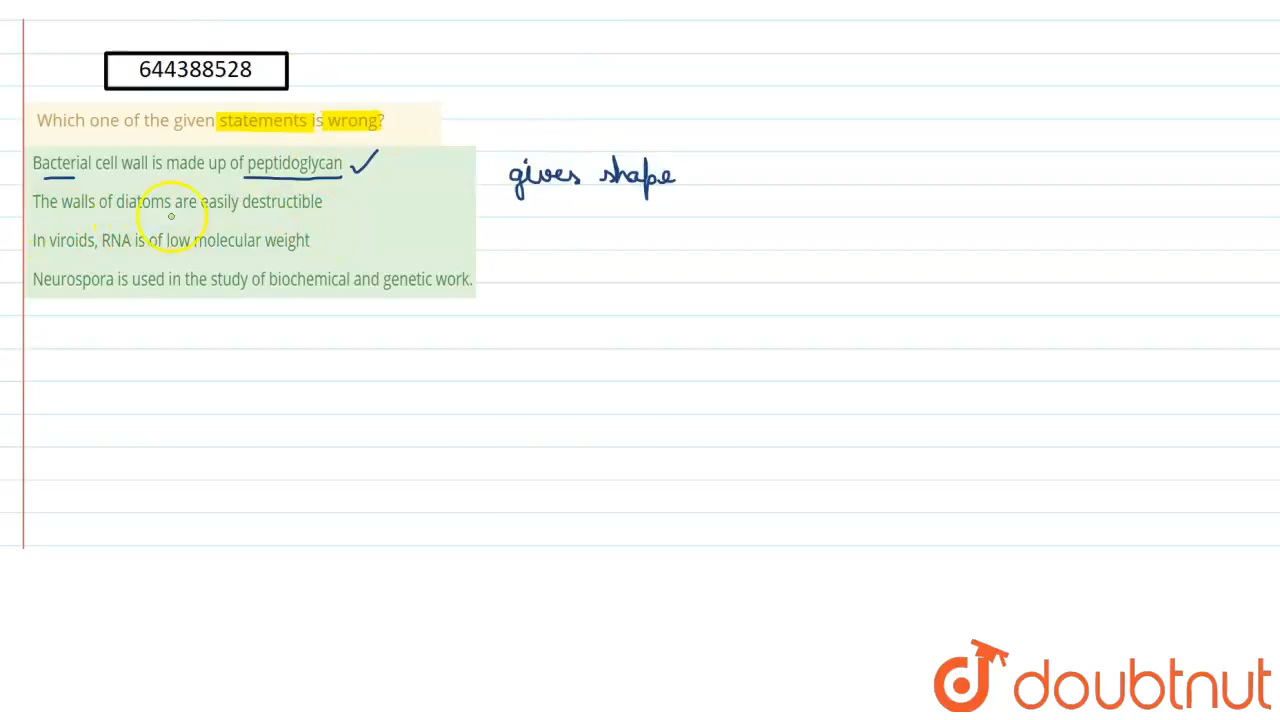 644388528
Which one of the given statements is wrong?
Bacterial cell wall is made up of peptidoglycan
gives shape
The walls of diatoms are easily destructible
In viroids, RNA is of low molecular weight
Neurospora is used in the study of biochemical and genetic work.
doubtnut